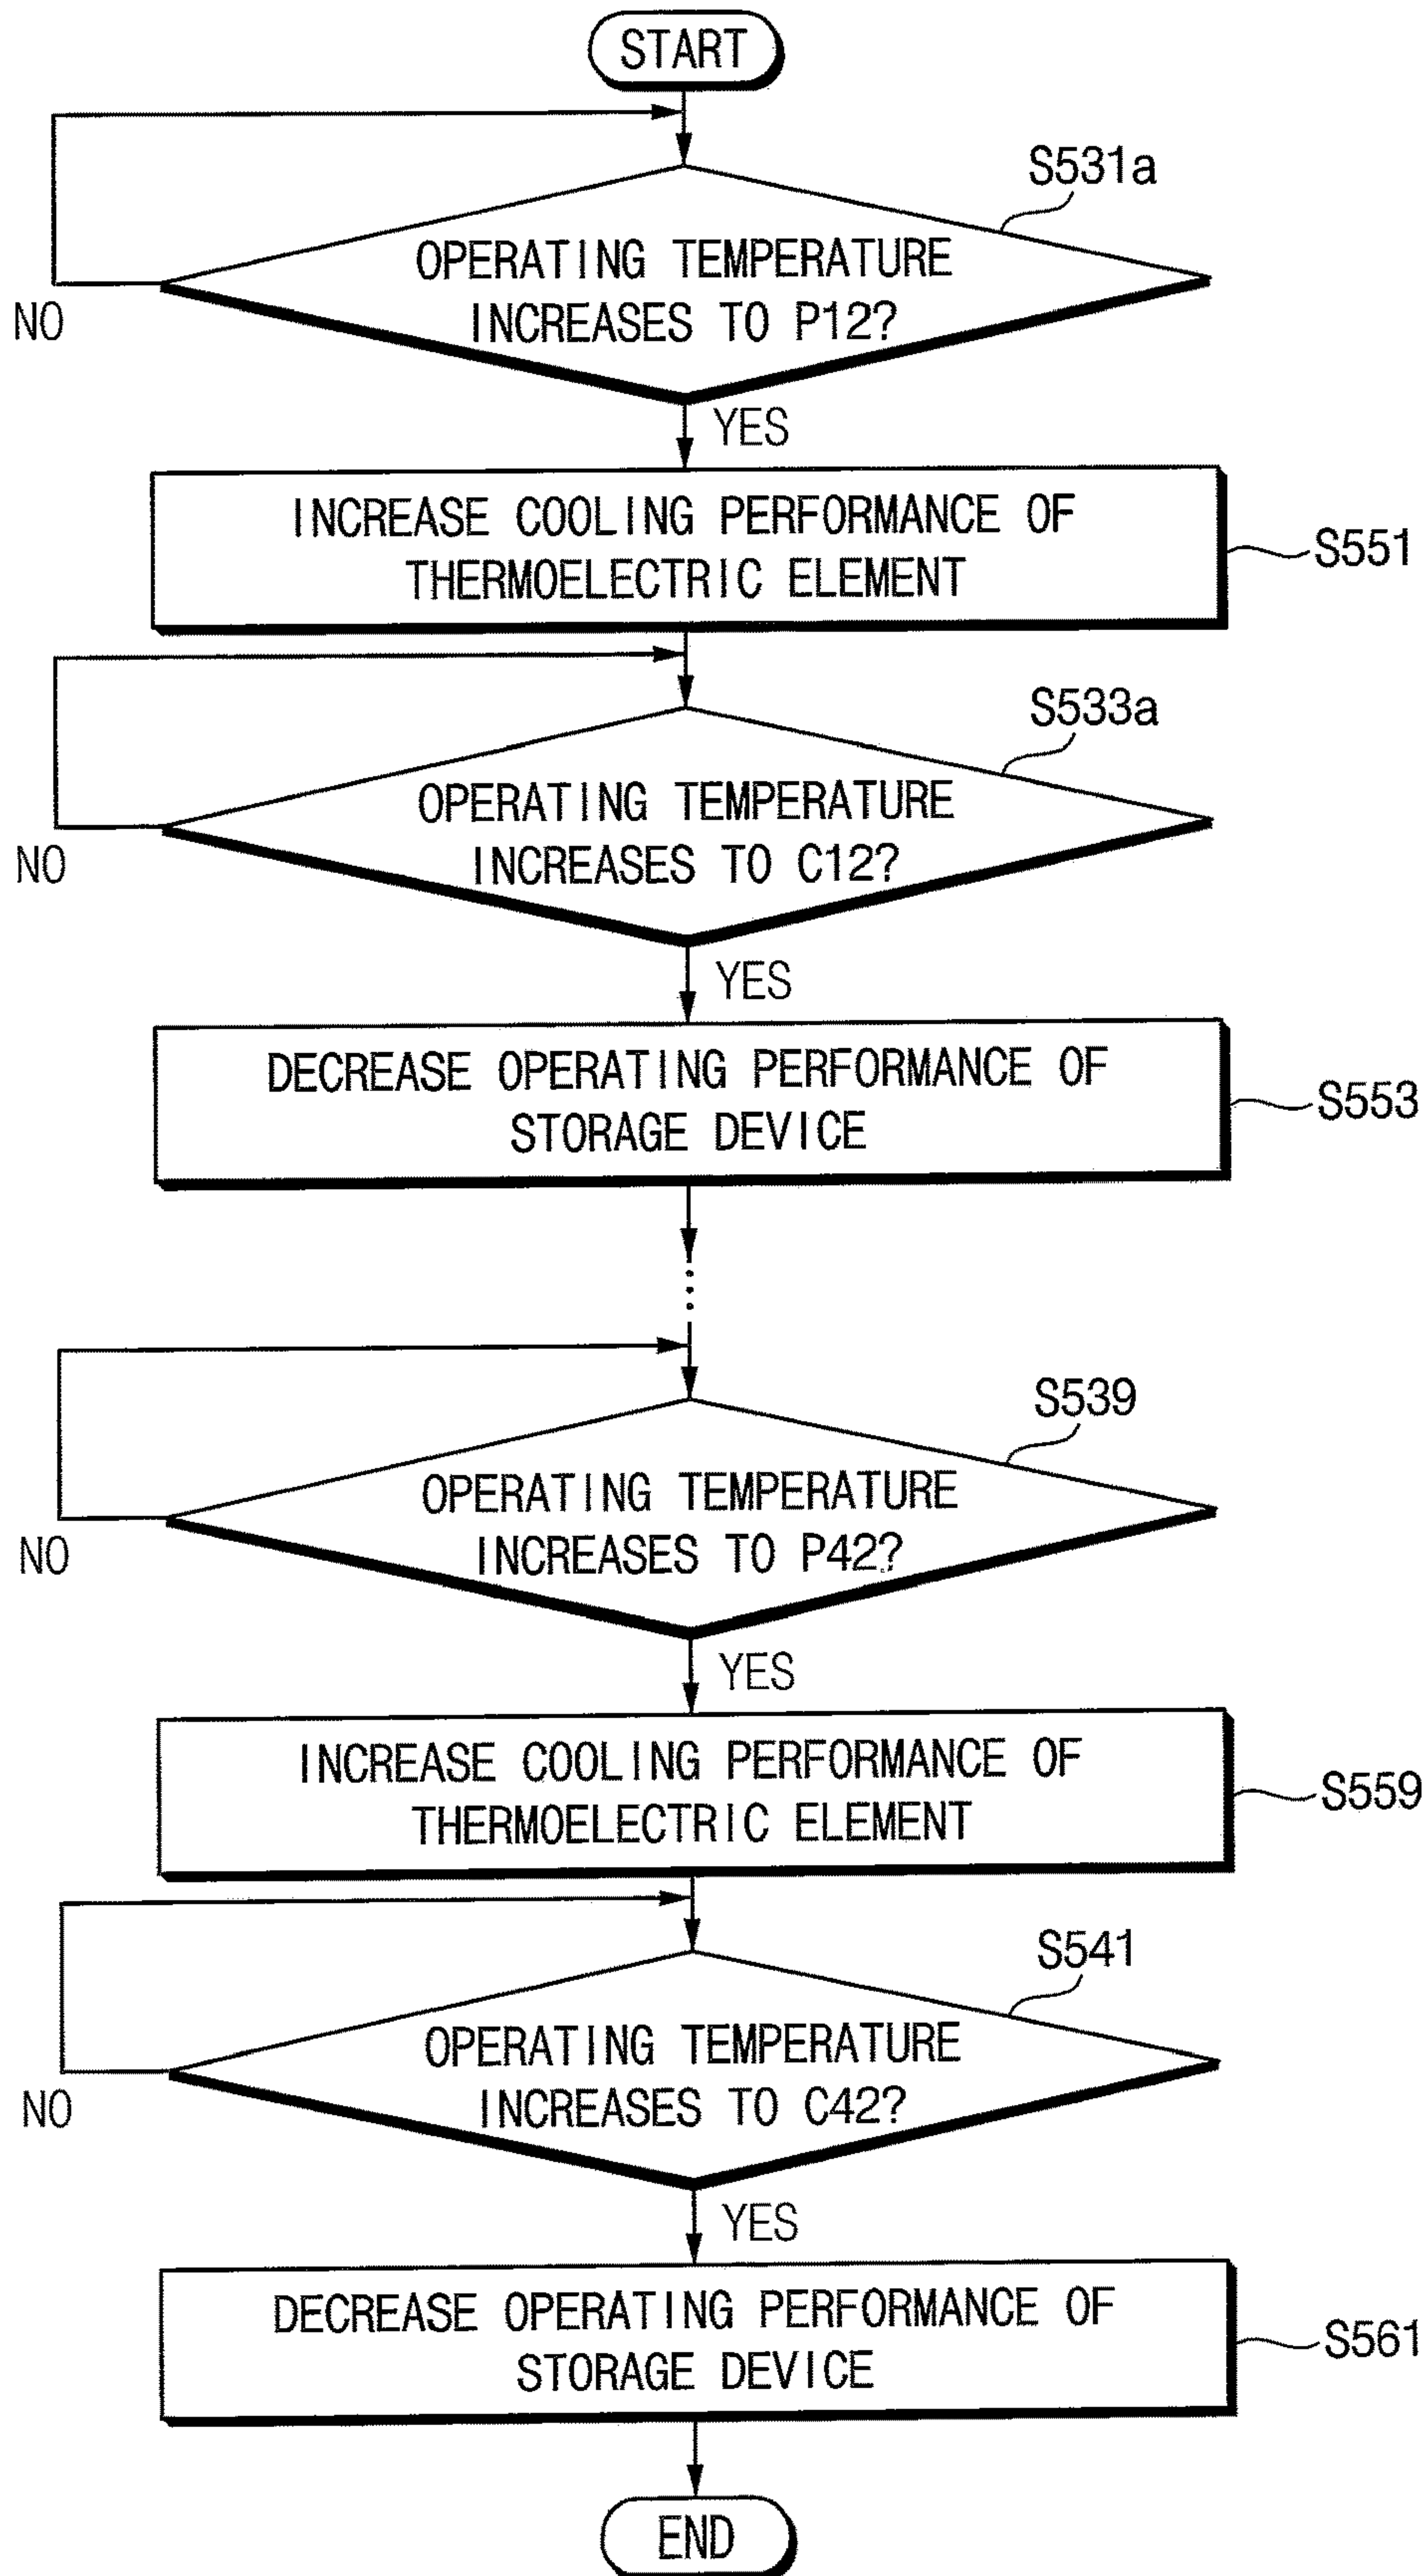 START
S531a
OPERATING TEMPERATURE
INCREASES TO P12?
NO
YES
INCREASE COOLING PERFORMANCE OF
THERMOELECTRIC ELEMENT
S551
S533a
OPERATING TEMPERATURE
INCREASES TO C12?
NO
YES
DECREASE OPERATING PERFORMANCE OF
STORAGE DEVICE
S553
S539
OPERATING TEMPERATURE
INCREASES TO P42?
NO
YES
INCREASE COOLING PERFORMANCE OF
THERMOELECTRIC ELEMENT
S559
S541
OPERATING TEMPERATURE
INCREASES TO C42?
NO
YES
DECREASE OPERATING PERFORMANCE OF
STORAGE DEVICE
S561
END